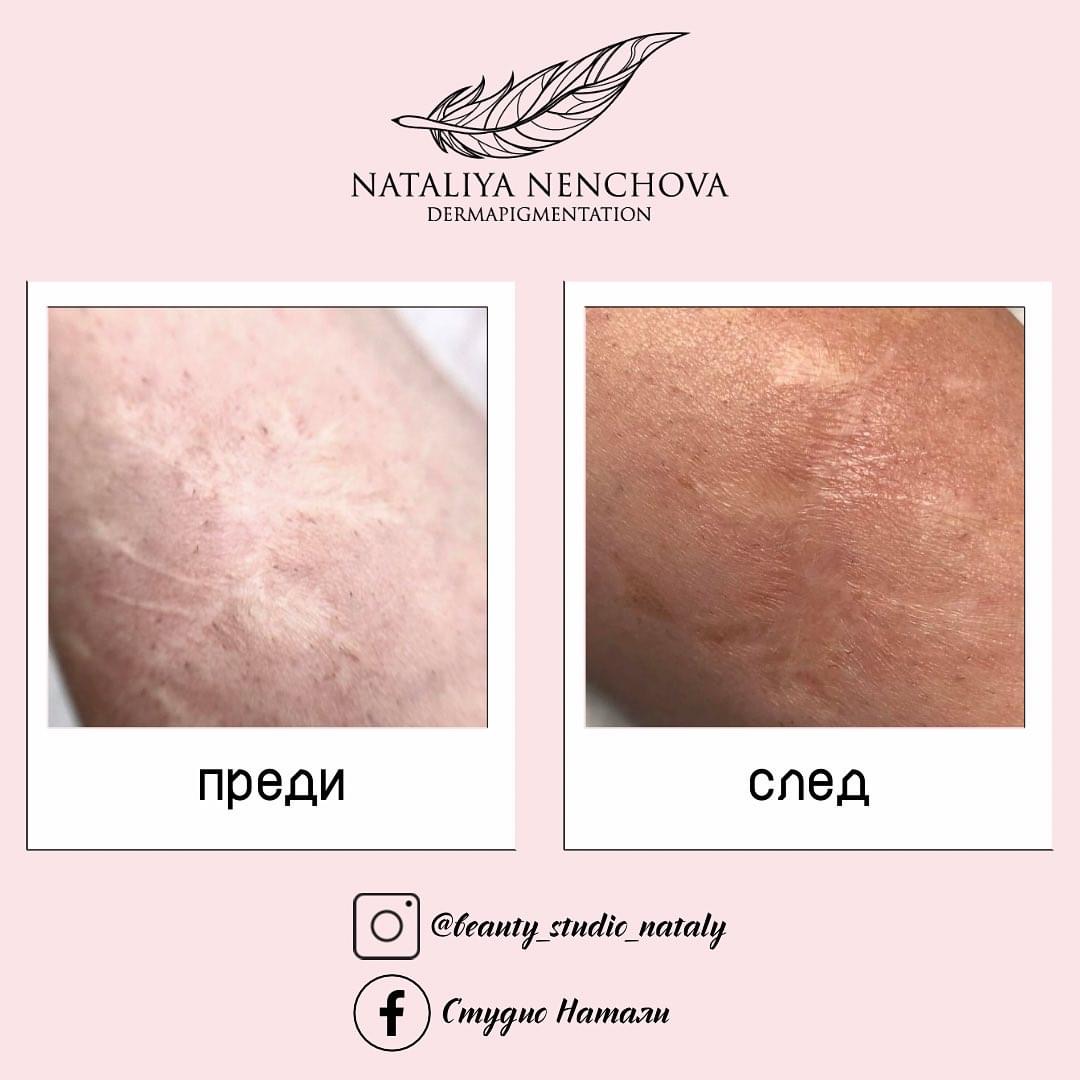 NATALIYA NENCHOVA
DERMAPIGMENTATION
преди
след
@beauty_studio_nataly
Студио Натали